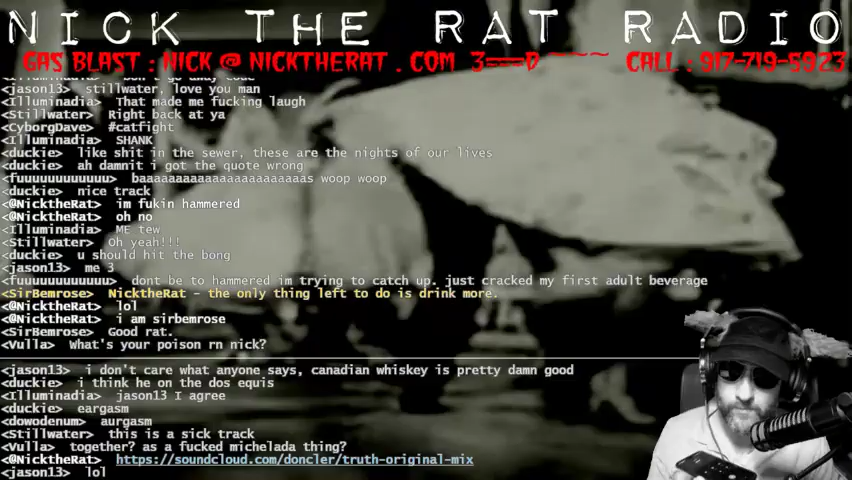 NICK THE RAT RADIO
GAS BLAST : NICK @ NICKTHERAT . COM 3===D ~~~ CALL : 917-719-5923
<jason13> stillwater, love you man
<Illuminadia> That made me fucking laugh
<Stillwater> Right back at ya
<CyborgDave> #catfight
<Illuminadia> SHANK
<duckie> like shit in the sewer, these are the nights of our lives
<duckie> ah damnit i got the quote wrong
<fuuuuuuuuuuuu> baaaaaaaaaaaaaaaaaaaaaaas woop woop
<duckie> nice track
<@NicktheRat> im fukin hammered
<@NicktheRat> oh no
<Illuminadia> ME tew
<Stillwater> Oh yeah!!!
<duckie> u should hit the bong
<jason13> me 3
<fuuuuuuuuuuuu> dont be to hammered im trying to catch up. just cracked my first adult beverage
<SirBemrose> NicktheRat - the only thing left to do is drink more.
<@NicktheRat> lol
<@NicktheRat> i am sirbemrose
<SirBemrose> Good rat.
<Vulla> What's your poison rn nick?
<jason13> i don't care what anyone says, canadian whiskey is pretty damn good
<duckie> i think he on the dos equis
<Illuminadia> jason13 I agree
<duckie> eargasm
<dowodenum> aurgasm
<Stillwater> this is a sick track
<Vulla> together? as a fucked michelada thing?
<@NicktheRat> https://soundcloud.com/doncler/truth-original-mix
<jason13> lol